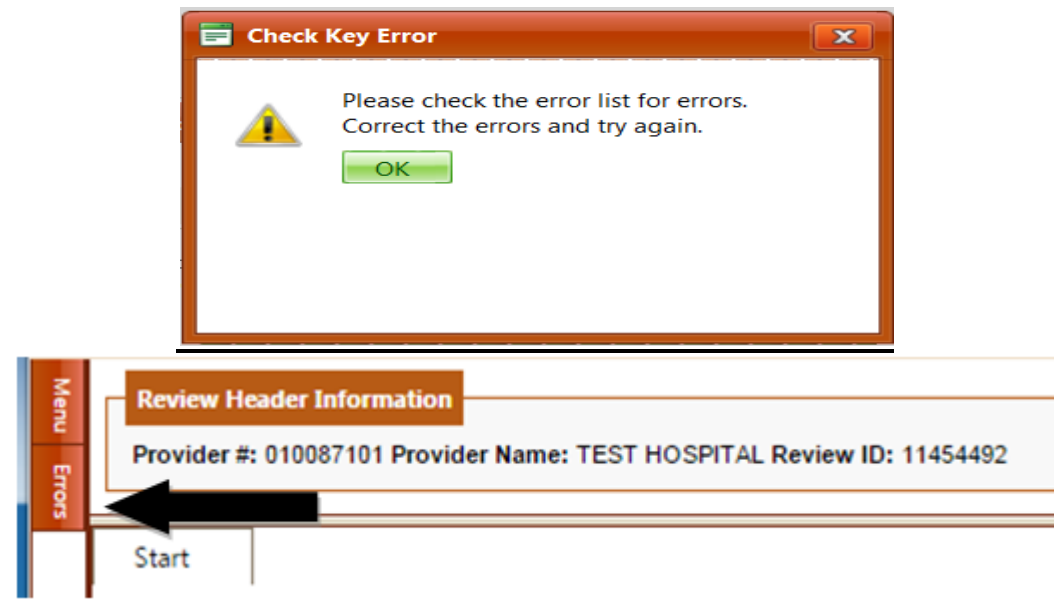 Check Key Error
Please check the error list for errors.
Correct the errors and try again.
OK
Menu
Errors
Review Header Information
Provider #: 010087101 Provider Name: TEST HOSPITAL Review ID: 11454492
Start